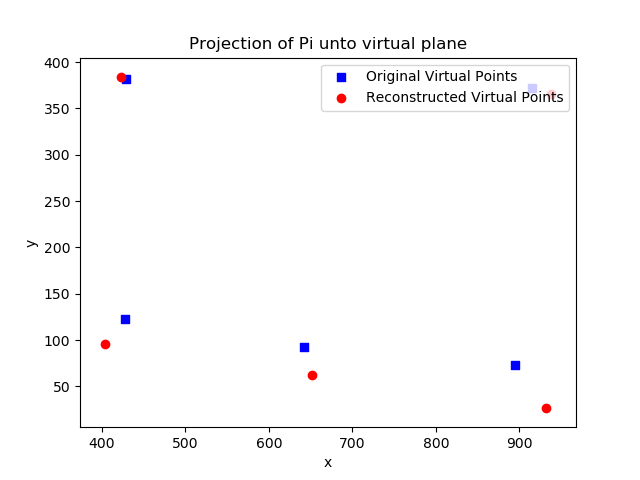 Projection of Pi unto virtual plane
Original Virtual Points
Reconstructed Virtual Points
y
400
350
300
250
200
150
100
50
400 500 600 700 800 900
x